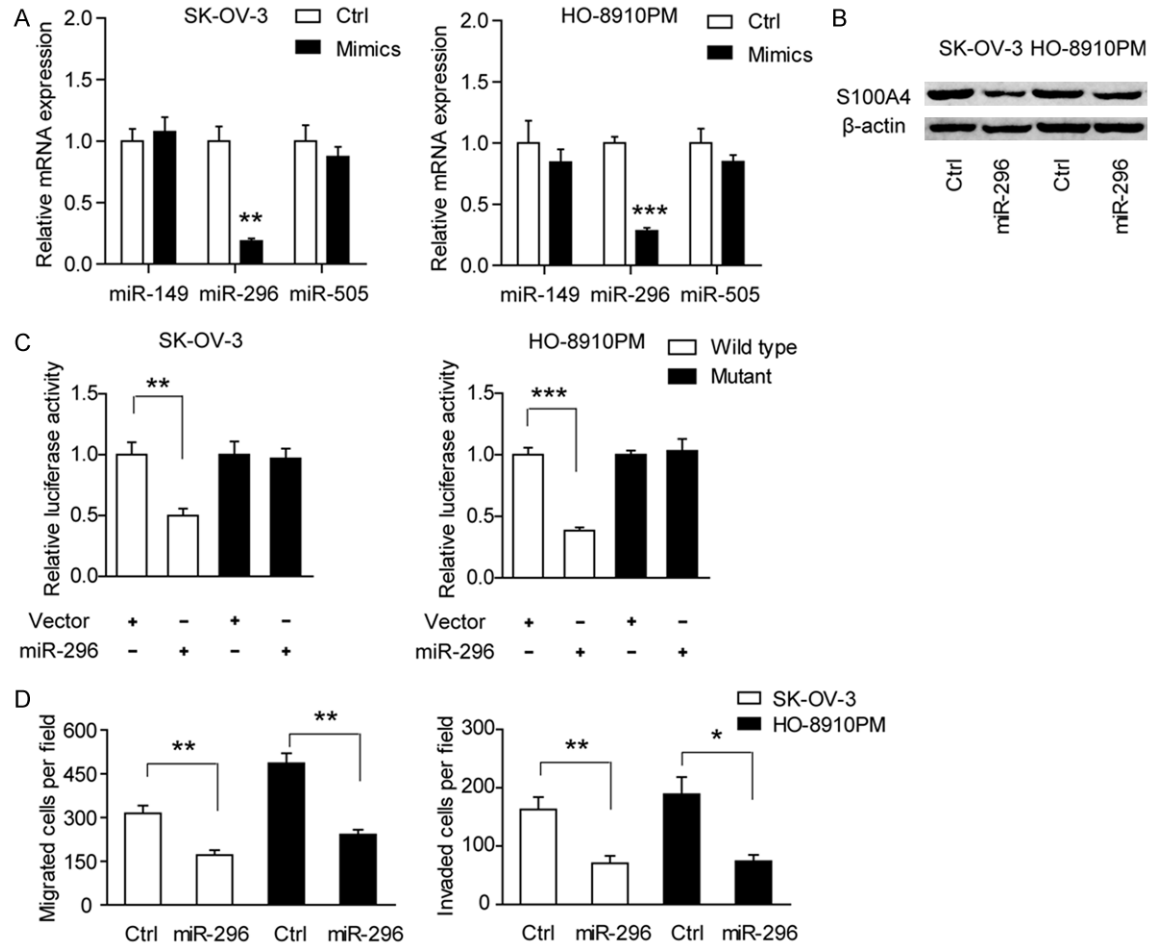 A
SK-OV-3
Ctrl
Mimics
Relative mRNA expression
2.0
1.5
1.0
0.5
0.0
**
miR-149 miR-296 miR-505
HO-8910PM
Ctrl
Mimics
Relative mRNA expression
2.0
1.5
1.0
0.5
0.0
***
miR-149 miR-296 miR-505
B
SK-OV-3 HO-8910PM
S100A4
β-actin
Ctrl
miR-296
Ctrl
miR-296
C
SK-OV-3
Relative luciferase activity
1.5
1.0
0.5
0.0
**
Vector + - + -
miR-296 - + - +
HO-8910PM
Wild type
Mutant
Relative luciferase activity
1.5
1.0
0.5
0.0
***
Vector + - + -
miR-296 - + - +
D
Migrated cells per field
600
450
300
150
0
**
**
Ctrl miR-296 Ctrl miR-296
SK-OV-3
HO-8910PM
Invaded cells per field
300
200
100
0
**
*
Ctrl miR-296 Ctrl miR-296